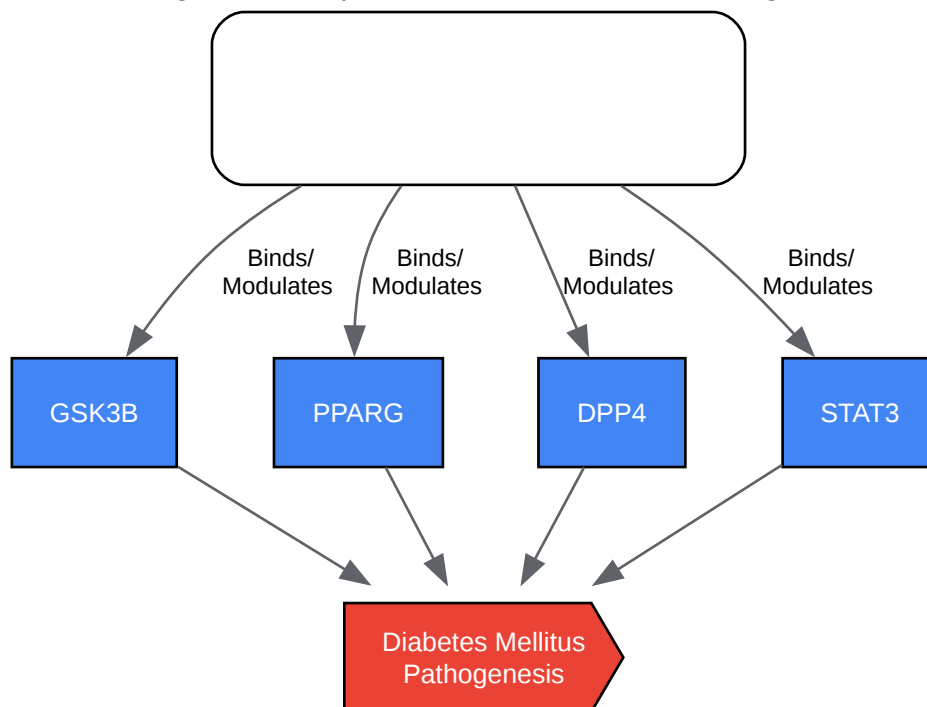 Binds/
Modulates
Binds/
Modulates
Binds/
Modulates
Binds/
Modulates
GSK3B
PPARG
DPP4
STAT3
Diabetes Mellitus
Pathogenesis